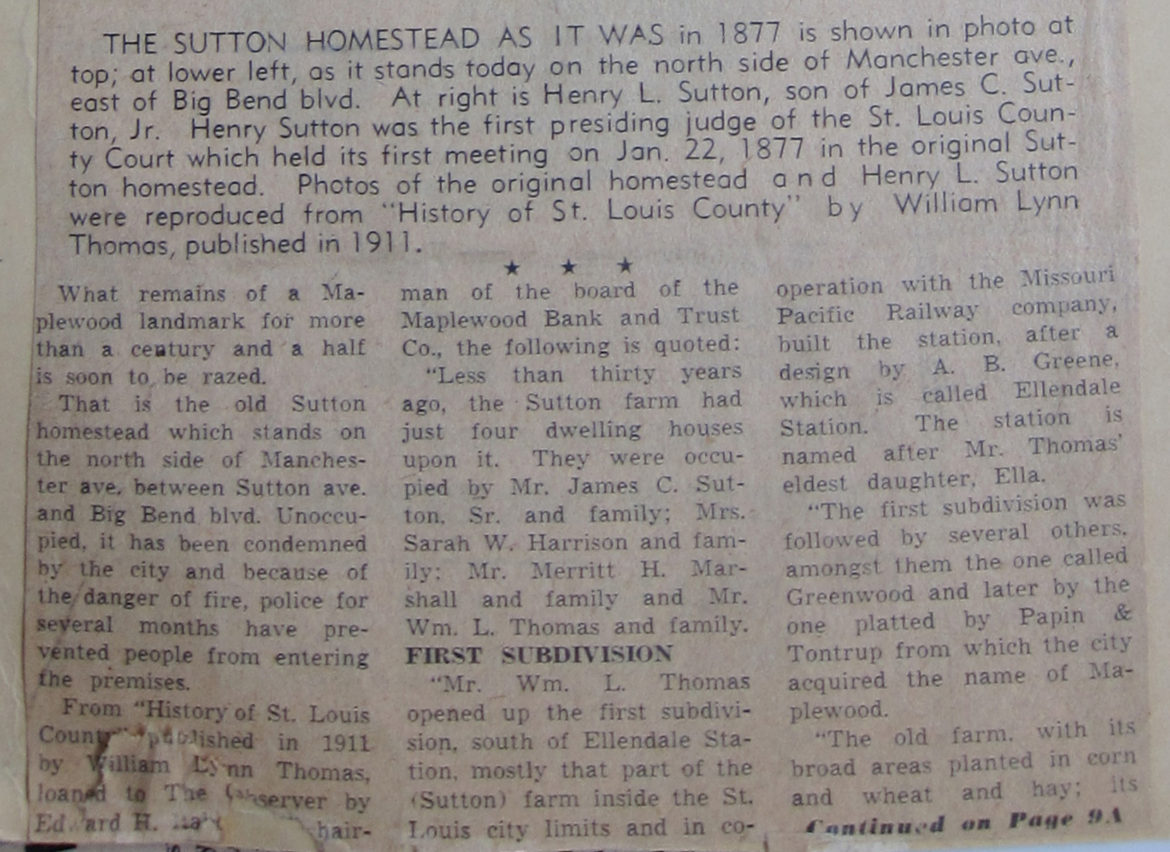 THE SUTTON HOMESTEAD AS IT WAS in 1877 is shown in photo at
top; at lower left, as it stands today on the north side of Manchester ave.,
east of Big Bend blvd. At right is Henry L. Sutton, son of James C. Sut-
ton, Jr. Henry Sutton was the first presiding judge of the St. Louis Coun-
ty Court which held its first meeting on Jan. 22, 1877 in the original Sut-
ton homestead. Photos of the original homestead and Henry L. Sutton
were reproduced from "History of St. Louis County" by William Lynn
Thomas, published in 1911.
★ ★ ★
What remains of a Ma-
plewood landmark for more
than a century and a half
is soon to be razed.
That is the old Sutton
homestead which stands on
the north side of Manches-
ter ave. between Sutton ave.
and Big Bend blvd. Unoccu-
pied, it has been condemned
by the city and because of
the danger of fire, police for
several months have pre-
vented people from entering
the premises.
From "History of St. Louis
County" published in 1911
by William Lynn Thomas,
loaned to The Observer by
Edward H. chair-
man of the board of the
Maplewood Bank and Trust
Co., the following is quoted:
"Less than thirty years
ago, the Sutton farm had
just four dwelling houses
upon it. They were occu-
pied by Mr. James C. Sut-
ton, Sr. and family; Mrs.
Sarah W. Harrison and fam-
ily; Mr. Merritt H. Mar-
shall and family and Mr.
Wm. L. Thomas and family.
FIRST SUBDIVISION
"Mr. Wm. L. Thomas
opened up the first subdivi-
sion, south of Ellendale Sta-
tion, mostly that part of the
(Sutton) farm inside the St.
Louis city limits and in co-
operation with the Missouri
Pacific Railway company,
built the station, after a
design by A. B. Greene,
which is called Ellendale
Station. The station is
named after Mr. Thomas'
eldest daughter, Ella.
"The first subdivision was
followed by several others,
amongst them the one called
Greenwood and later by the
one platted by Papin &
Tontrup from which the city
acquired the name of Ma-
plewood.
"The old farm, with its
broad areas planted in corn
and wheat and hay; its
Continued on Page 9A